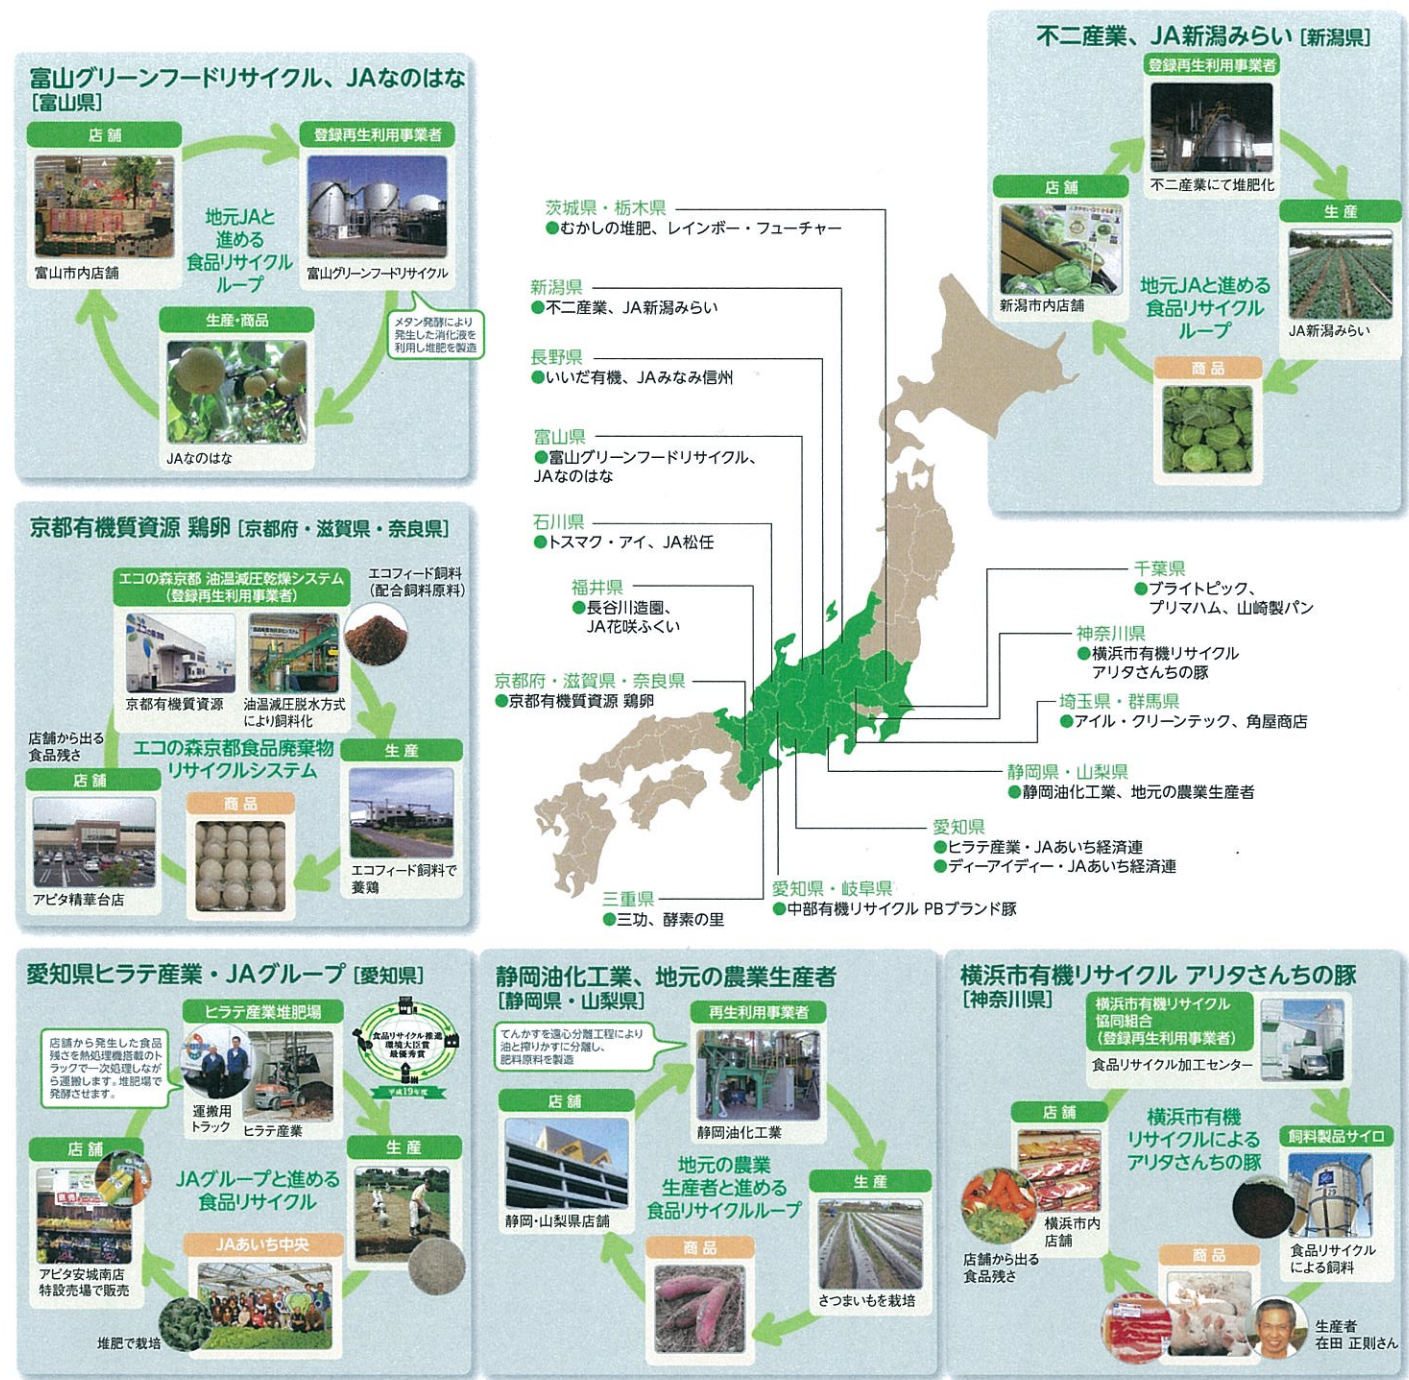 富山グリーンフードリサイクル、JAなのはな
[富山県]
店舗
登録再生利用事業者
地元JAと
進める
食品リサイクル
ループ
富山市内店舗
富山グリーンフードリサイクル
メタン発酵により
発生した消化液を
利用し堆肥を製造
生産・商品
JAなのはな
不二産業、JA新潟みらい [新潟県]
登録再生利用事業者
不二産業にて堆肥化
店舗
生産
新潟市内店舗
地元JAと進める
食品リサイクル
ループ
JA新潟みらい
商品
茨城県・栃木県
●むかしの堆肥、レインボー・フューチャー
新潟県
●不二産業、JA新潟みらい
長野県
●いいだ有機、JAみなみ信州
富山県
●富山グリーンフードリサイクル、
JAなのはな
石川県
●トスマク・アイ、JA松任
福井県
●長谷川造園、
JA花咲ふくい
京都府・滋賀県・奈良県
●京都有機質資源 鶏卵
千葉県
●ブライトピック、
プリマハム、山崎製パン
神奈川県
●横浜市有機リサイクル
アリタさんちの豚
埼玉県・群馬県
●アイル・クリーンテック、角屋商店
静岡県・山梨県
●静岡油化工業、地元の農業生産者
愛知県
●ヒラテ産業・JAあいち経済連
●ディーアイディー・JAあいち経済連
愛知県・岐阜県
●中部有機リサイクル PBブランド豚
三重県
●三功、酵素の里
京都有機質資源 鶏卵 [京都府・滋賀県・奈良県]
エコの森京都 油温減圧乾燥システム
(登録再生利用事業者)
エコフィード飼料
(配合飼料原料)
京都有機質資源
油温減圧脱水方式
により飼料化
店舗から出る
食品残さ
エコの森京都食品廃棄物
リサイクルシステム
店舗
生産
商品
アピタ精華台店
エコフィード飼料で
養鶏
愛知県ヒラテ産業・JAグループ [愛知県]
ヒラテ産業堆肥場
店舗から発生した食品
残さを熱処理機搭載のト
ラックで一次処理しなが
ら運搬します。堆肥場で
発酵させます。
食品リサイクル推進
環境大臣賞
最優秀賞
平成19年度
運搬用
トラック
ヒラテ産業
店舗
生産
JAグループと進める
食品リサイクル
JAあいち中央
アピタ安城南店
特設売場で販売
堆肥で栽培
静岡油化工業、地元の農業生産者
[静岡県・山梨県]
再生利用事業者
てんかすを遠心分離工程により
油と搾りかすに分離し、
肥料原料を製造
店舗
静岡油化工業
静岡・山梨県店舗
地元の農業
生産者と進める
食品リサイクルループ
生産
商品
さつまいもを栽培
横浜市有機リサイクル アリタさんちの豚
[神奈川県]
横浜市有機リサイクル
協同組合
(登録再生利用事業者)
食品リサイクル加工センター
店舗
横浜市有機
リサイクルによる
アリタさんちの豚
飼料製品サイロ
横浜市内
店舗
店舗から出る
食品残さ
食品リサイクル
による飼料
商品
生産者
在田 正則さん